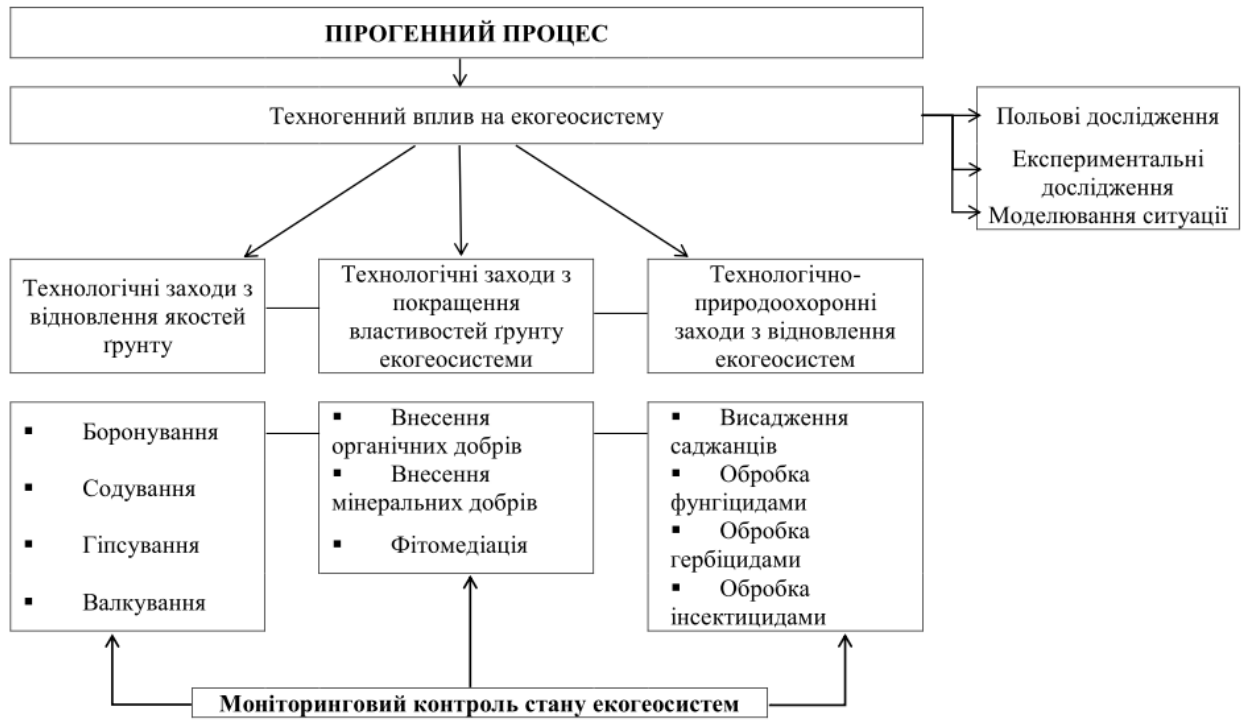 ПІРОГЕННИЙ ПРОЦЕС
Техногенний вплив на екогеосистему
Польові дослідження
Експериментальні
дослідження
Моделювання ситуації
Технологічні заходи з
відновлення якостей
ґрунту
Технологічні заходи з
покращення
властивостей ґрунту
екогеосистеми
Технологічно-
природоохоронні
заходи з відновлення
екогеосистем
▪ Боронування
▪ Содування
▪ Гіпсування
▪ Валкування
▪ Внесення
органічних добрів
▪ Внесення
мінеральних добрів
▪ Фітомедіація
▪ Висадження
саджанців
▪ Обробка
фунгіцидами
▪ Обробка
гербіцидами
▪ Обробка
інсектицидами
Моніторинговий контроль стану екогеосистем